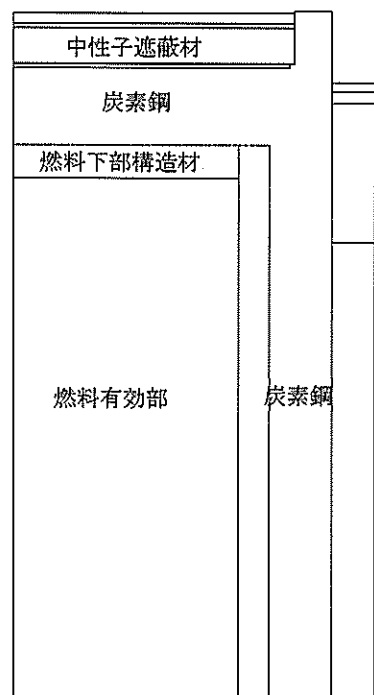 中性子遮蔽材
炭素鋼
燃料下部構造材
燃料有効部
炭素鋼